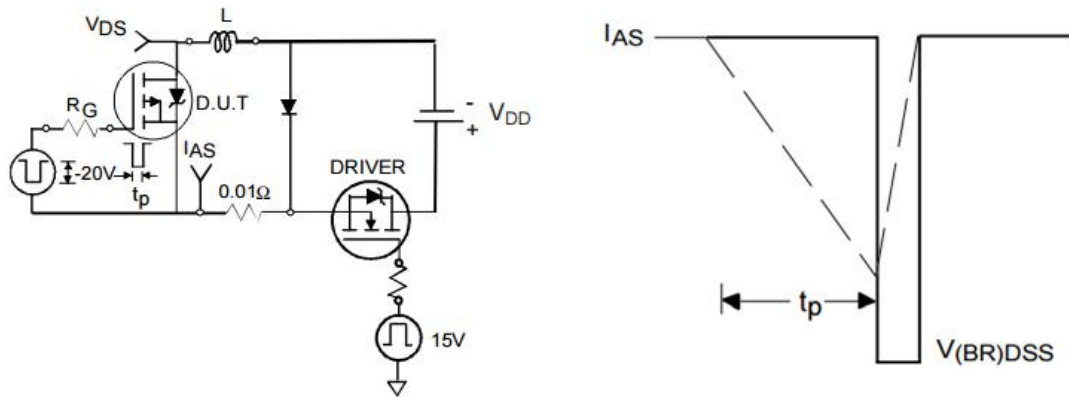 VDS
L
RG
D.U.T
-20V
tp
IAS
0.01Ω
-
VDD
+
DRIVER
15V
IAS
tp
V(BR)DSS